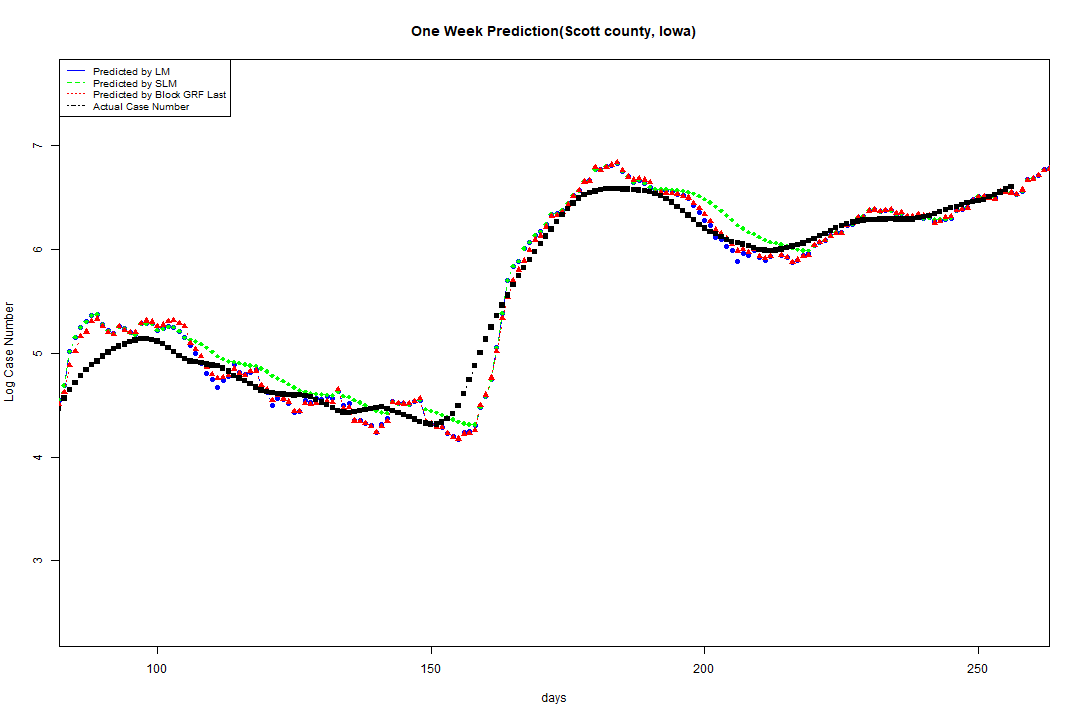 One Week Prediction(Scott county, Iowa)
Predicted by LM
Predicted by SLM
Predicted by Block GRF Last
Actual Case Number
7
6
5
4
3
Log Case Number
100
150
200
250
days